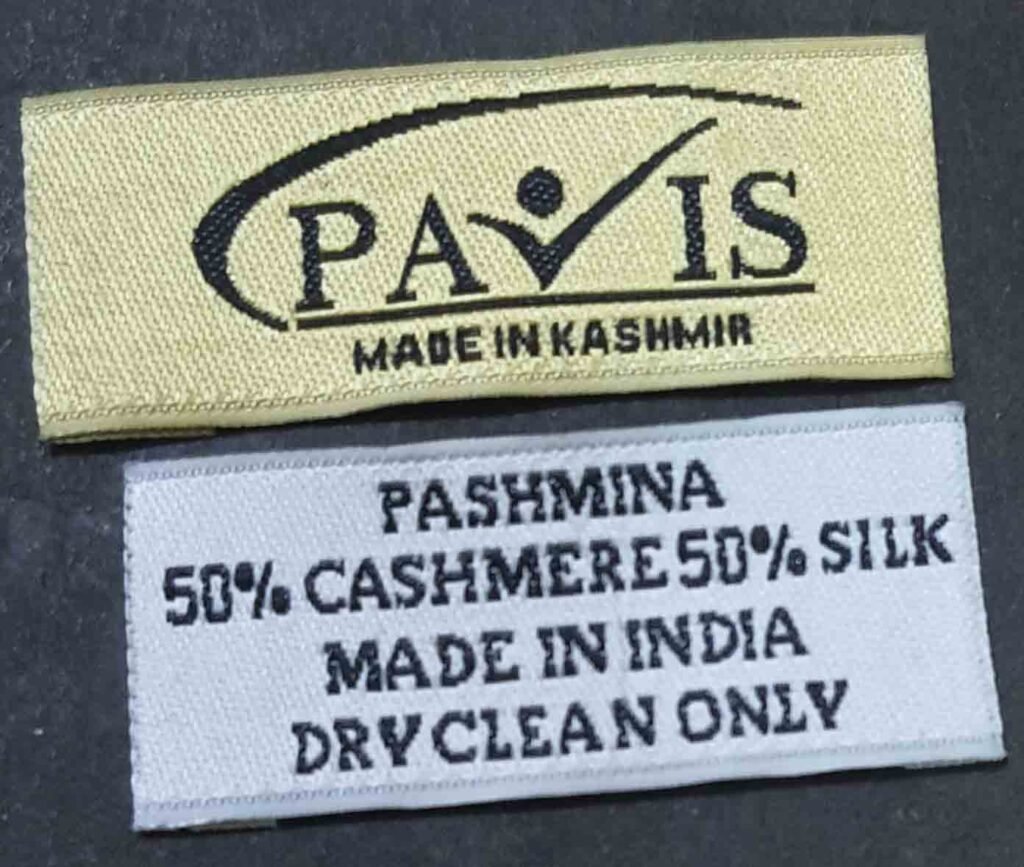 PAVIS
MADE IN KASHMIR
PASHMINA
50% CASHMERE 50% SILK
MADE IN INDIA
DRY CLEAN ONLY